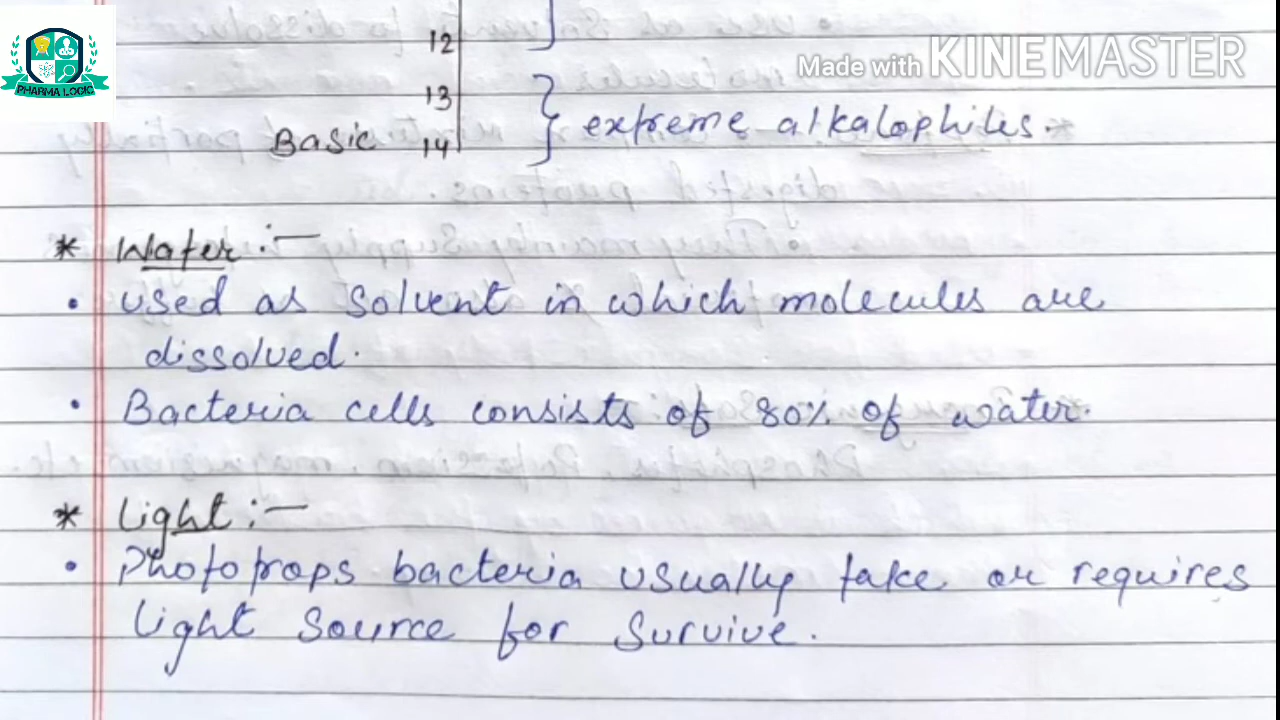 12
Made with KINEMASTER
PHARMA LOGIC
13
} extreme alkalophiles.
Basic 14
* Water :-
• Used as Solvent in which molecules are
dissolved.
• Bacteria cells consists of 80% of water.
* Light :-
• Photoprops bacteria usually take or requires
light source for Survive.